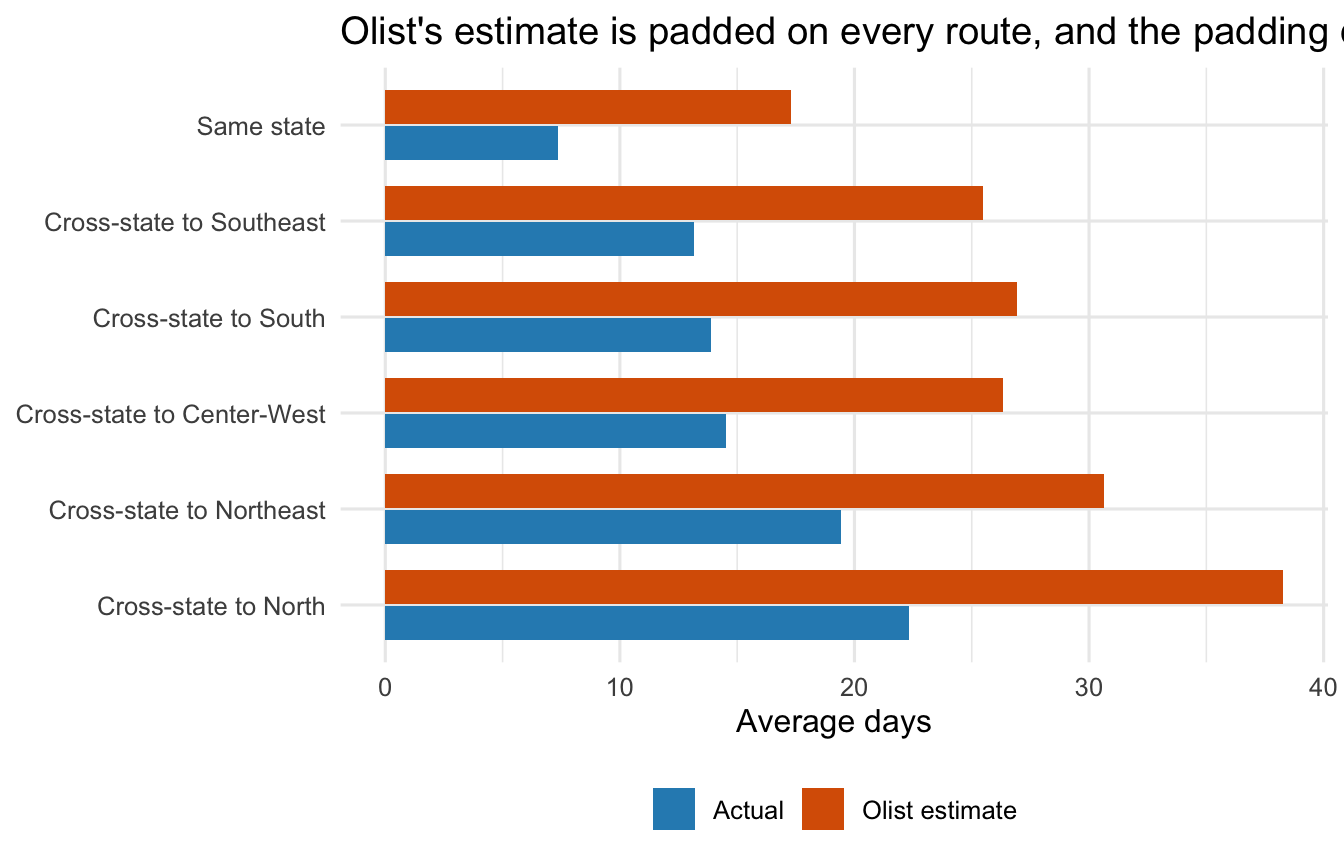 Olist's estimate is padded on every route, and the padding
Same state
Cross-state to Southeast
Cross-state to South
Cross-state to Center-West
Cross-state to Northeast
Cross-state to North
0 10 20 30 40
Average days
Actual Olist estimate